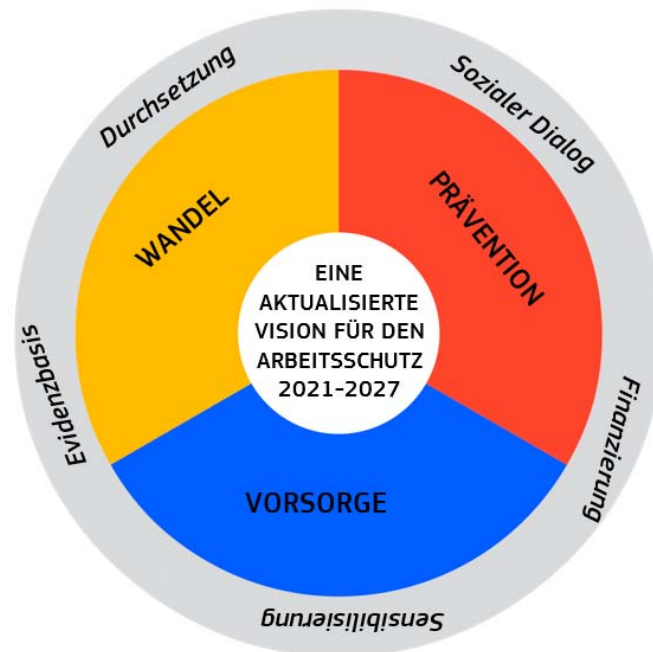 Durchsetzung
Sozialer Dialog
WANDEL
PRÄVENTION
EINE
AKTUALISIERTE
VISION FÜR DEN
ARBEITSSCHUTZ
2021-2027
Evidenzbasis
Finanzierung
VORSORGE
Sensibilisierung